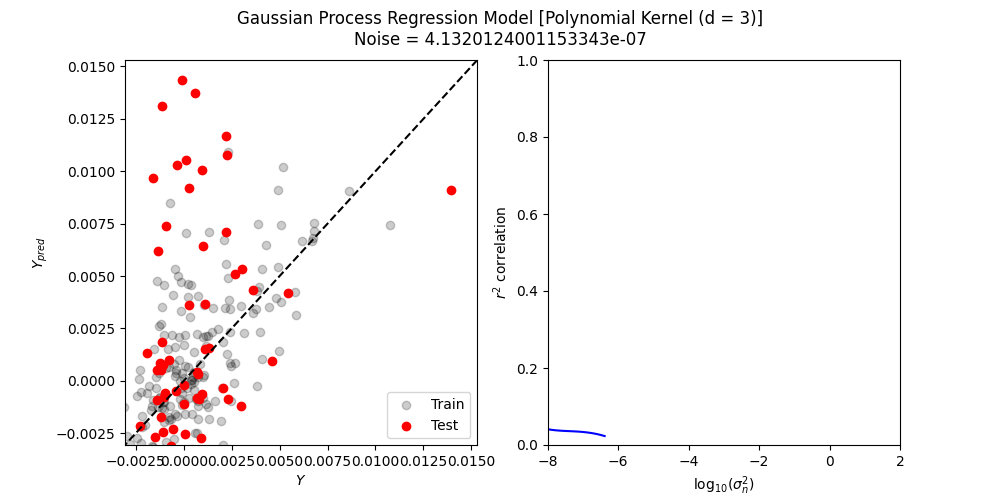 Gaussian Process Regression Model [Polynomial Kernel (d = 3)]
Noise = 4.1320124001153343e-07
0.0150
0.0125
0.0100
0.0075
0.0050
0.0025
0.0000
−0.0025
Y_pred
−0.0025 0.0000 0.0025 0.0050 0.0075 0.0100 0.0125 0.0150
Y
Train
Test
1.0
0.8
0.6
0.4
0.2
0.0
r² correlation
−8 −6 −4 −2 0 2
log₁₀(σₙ²)